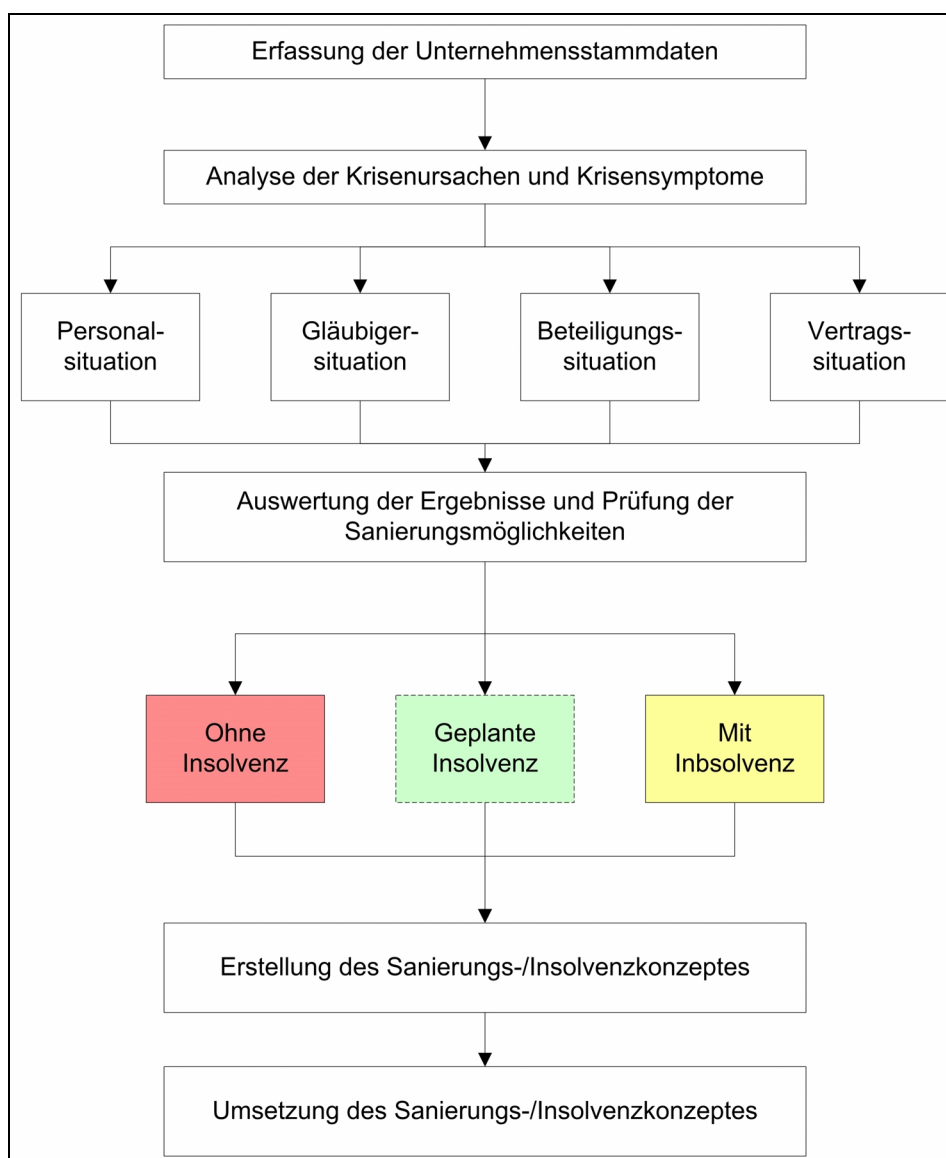 Erfassung der Unternehmensstammdaten
Analyse der Krisenursachen und Krisensymptome
Personal-
situation
Gläubiger-
situation
Beteiligungs-
situation
Vertrags-
situation
Auswertung der Ergebnisse und Prüfung der
Sanierungsmöglichkeiten
Ohne
Insolvenz
Geplante
Insolvenz
Mit
Inbsolvenz
Erstellung des Sanierungs-/Insolvenzkonzeptes
Umsetzung des Sanierungs-/Insolvenzkonzeptes